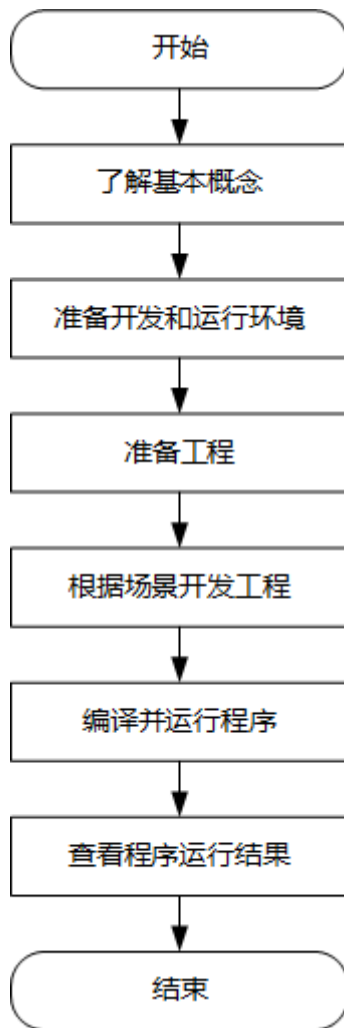 开始
了解基本概念
准备开发和运行环境
准备工程
根据场景开发工程
编译并运行程序
查看程序运行结果
结束